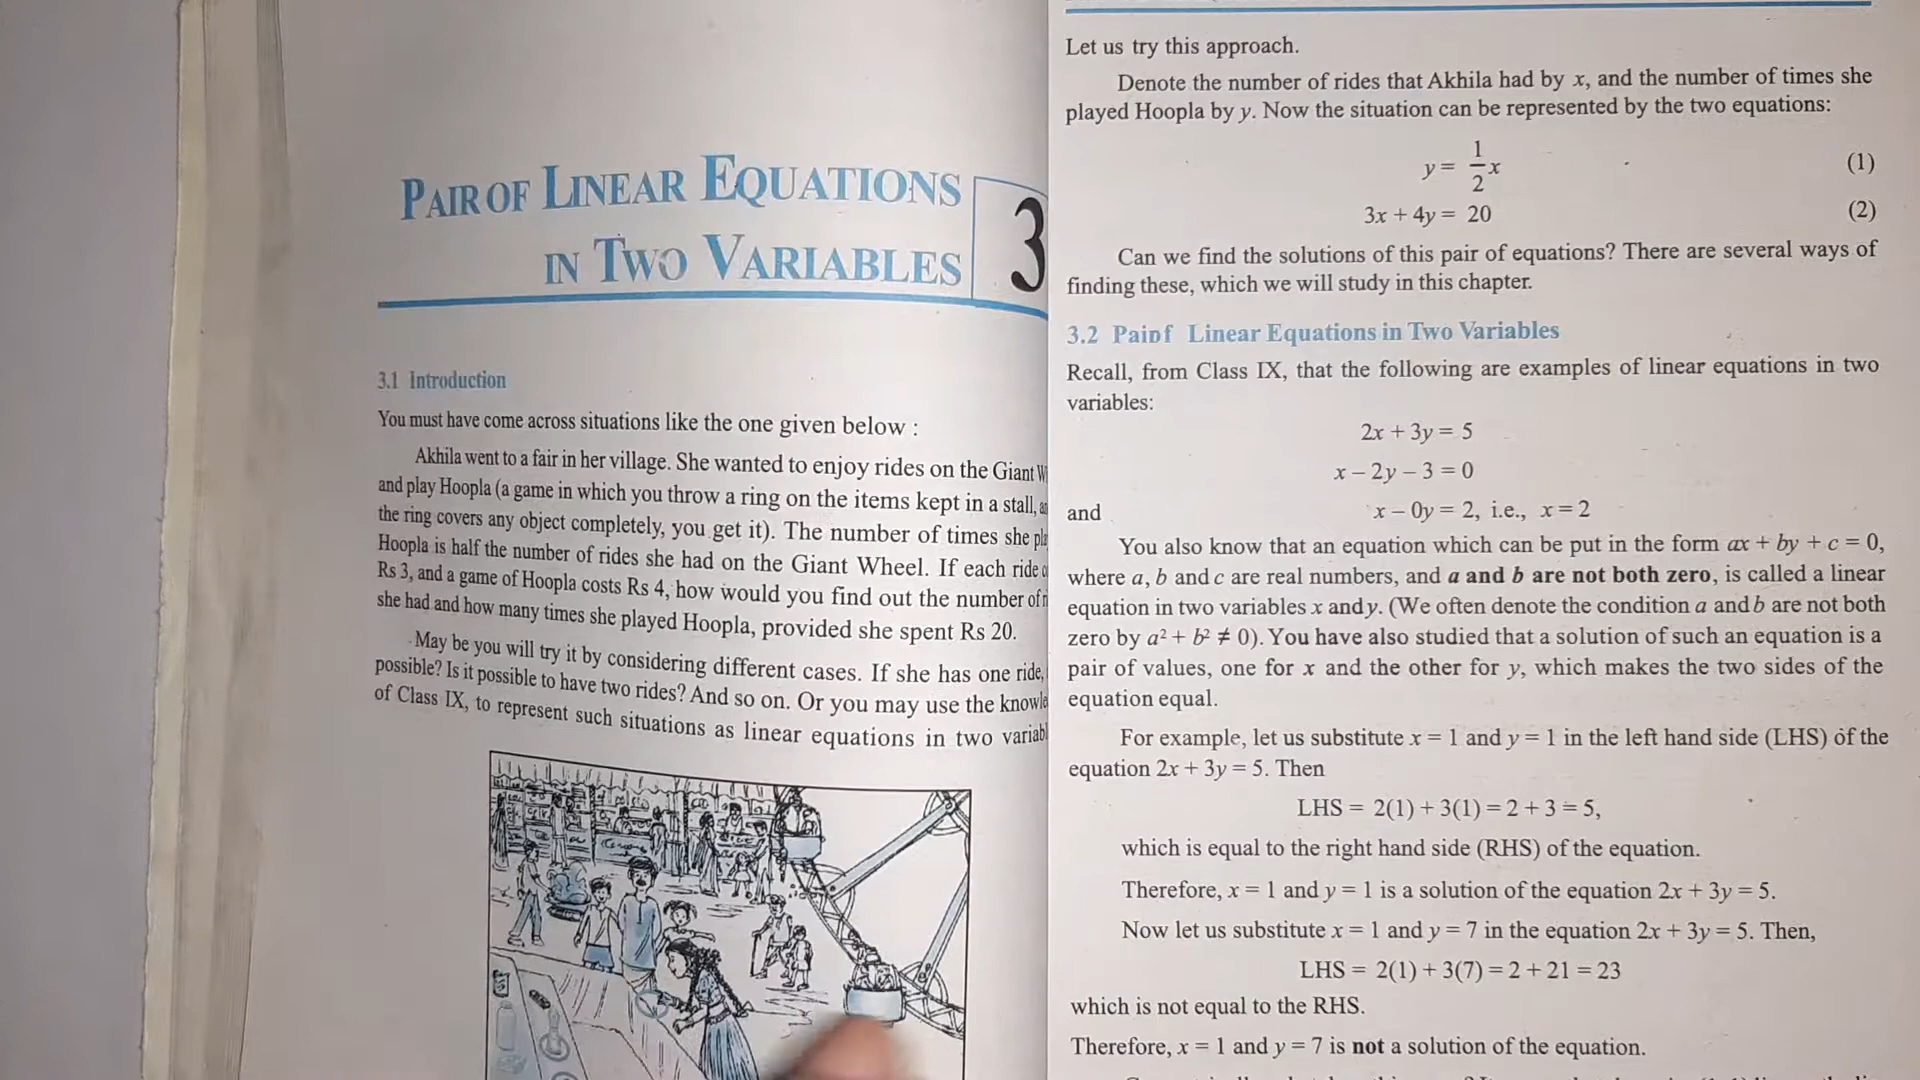 PAIR OF LINEAR EQUATIONS
IN TWO VARIABLES
3
3.1 Introduction
You must have come across situations like the one given below :
Akhila went to a fair in her village. She wanted to enjoy rides on the Giant
and play Hoopla (a game in which you throw a ring on the items kept in a stall,
the ring covers any object completely, you get it). The number of times she
Hoopla is half the number of rides she had on the Giant Wheel. If each ride
Rs 3, and a game of Hoopla costs Rs 4, how would you find out the number of
she had and how many times she played Hoopla, provided she spent Rs 20.
May be you will try it by considering different cases. If she has one ride,
possible? Is it possible to have two rides? And so on. Or you may use the
of Class IX, to represent such situations as linear equations in two
Let us try this approach.
Denote the number of rides that Akhila had by x, and the number of times she
played Hoopla by y. Now the situation can be represented by the two equations:
y = 1/2 x (1)
3x + 4y = 20 (2)
Can we find the solutions of this pair of equations? There are several ways of
finding these, which we will study in this chapter.
3.2 Pair of Linear Equations in Two Variables
Recall, from Class IX, that the following are examples of linear equations in two
variables:
2x + 3y = 5
x – 2y – 3 = 0
and x – 0y = 2, i.e., x = 2
You also know that an equation which can be put in the form ax + by + c = 0,
where a, b and c are real numbers, and a and b are not both zero, is called a linear
equation in two variables x and y. (We often denote the condition a and b are not both
zero by a² + b² ≠ 0). You have also studied that a solution of such an equation is a
pair of values, one for x and the other for y, which makes the two sides of the
equation equal.
For example, let us substitute x = 1 and y = 1 in the left hand side (LHS) of the
equation 2x + 3y = 5. Then
LHS = 2(1) + 3(1) = 2 + 3 = 5,
which is equal to the right hand side (RHS) of the equation.
Therefore, x = 1 and y = 1 is a solution of the equation 2x + 3y = 5.
Now let us substitute x = 1 and y = 7 in the equation 2x + 3y = 5. Then,
LHS = 2(1) + 3(7) = 2 + 21 = 23
which is not equal to the RHS.
Therefore, x = 1 and y = 7 is not a solution of the equation.